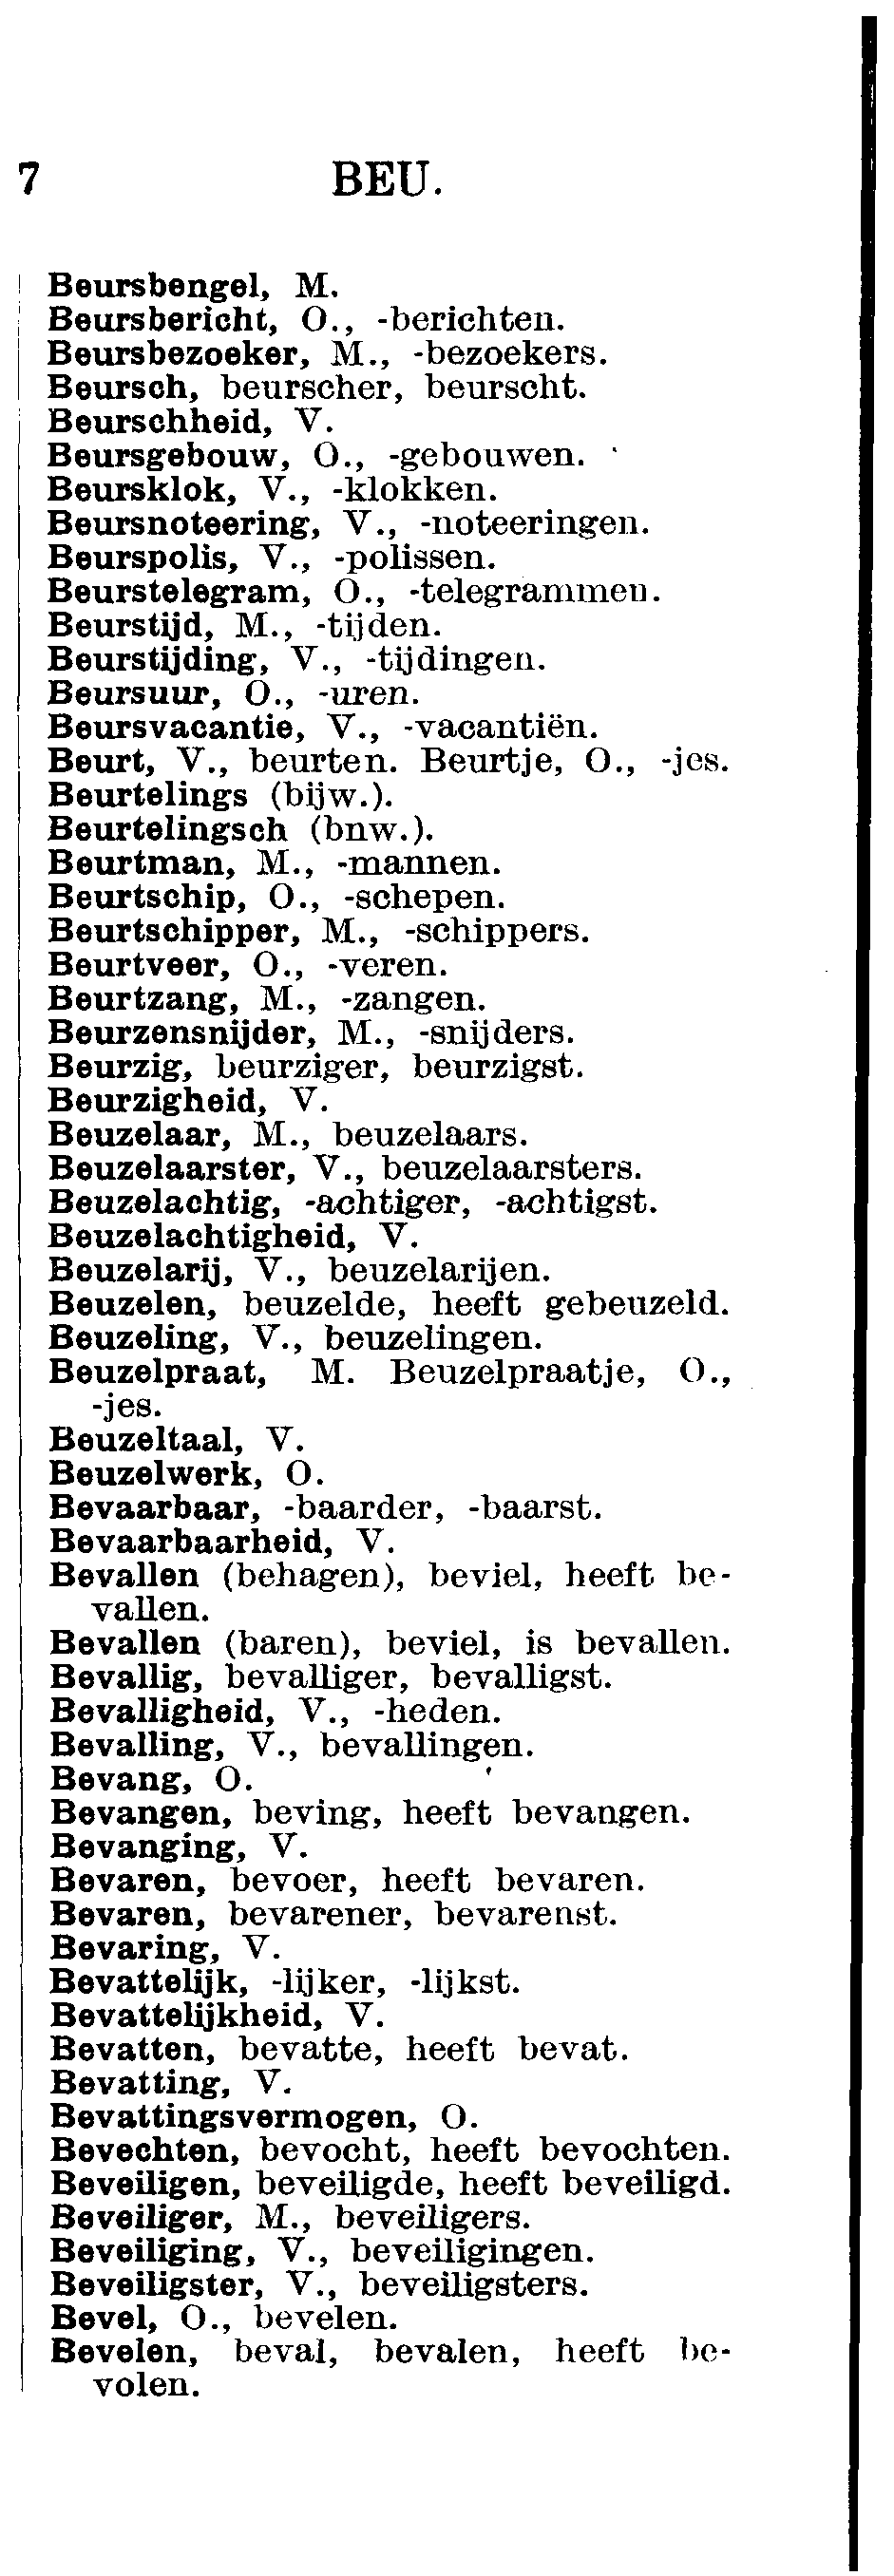 7 BEU.
Beursbengel, M.
Beursbericht, O., -berichten.
Beursbezoeker, M., -bezoekers.
Beursch, beurscher, beurscht.
Beurschheid, V.
Beursgebouw, O., -gebouwen.
Beursklok, V., -klokken.
Beursnoteering, V., -noteeringen.
Beurspolis, V., -polissen.
Beurstelegram, O., -telegrammen.
Beurstijd, M., -tijden.
Beurstijding, V., -tijdingen.
Beursuur, O., -uren.
Beursvacantie, V., -vacantiën.
Beurt, V., beurten. Beurtje, O., -jes.
Beurtelings (bijw.).
Beurtelingsch (bnw.).
Beurtman, M., -mannen.
Beurtschip, O., -schepen.
Beurtschipper, M., -schippers.
Beurtveer, O., -veren.
Beurtzang, M., -zangen.
Beurzensnijder, M., -snijders.
Beurzig, beurziger, beurzigst.
Beurzigheid, V.
Beuzelaar, M., beuzelaars.
Beuzelaarster, V., beuzelaarsters.
Beuzelachtig, -achtiger, -achtigst.
Beuzelachtigheid, V.
Beuzelarij, V., beuzelarijen.
Beuzelen, beuzelde, heeft gebeuzeld.
Beuzeling, V., beuzelingen.
Beuzelpraat, M. Beuzelpraatje, O.,
-jes.
Beuzeltaal, V.
Beuzelwerk, O.
Bevaarbaar, -baarder, -baarst.
Bevaarbaarheid, V.
Bevallen (behagen), beviel, heeft be-
vallen.
Bevallen (baren), beviel, is bevallen.
Bevallig, bevalliger, bevalligst.
Bevalligheid, V., -heden.
Bevalling, V., bevallingen.
Bevang, O.
Bevangen, beving, heeft bevangen.
Bevanging, V.
Bevaren, bevoer, heeft bevaren.
Bevaren, bevarener, bevarenst.
Bevaring, V.
Bevattelijk, -lijker, -lijkst.
Bevattelijkheid, V.
Bevatten, bevatte, heeft bevat.
Bevatting, V.
Bevattingsvermogen, O.
Bevechten, bevocht, heeft bevochten.
Beveiligen, beveiligde, heeft beveiligd.
Beveiliger, M., beveiligers.
Beveiliging, V., beveiligingen.
Beveiligster, V., beveiligsters.
Bevel, O., bevelen.
Bevelen, beval, bevalen, heeft be-
volen.